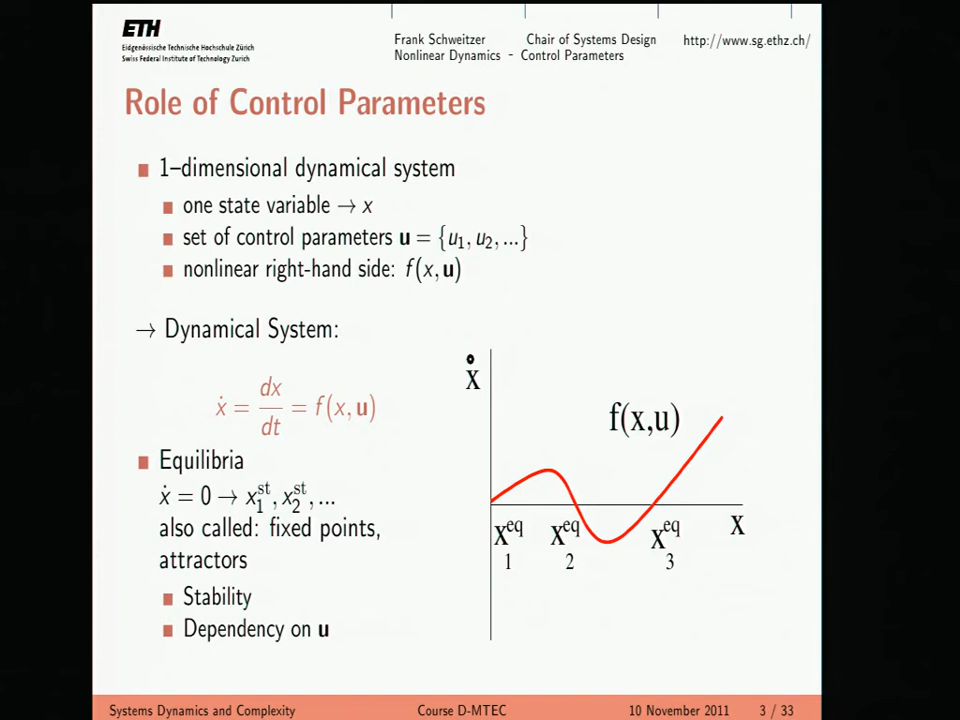 ETH
Eidgenössische Technische Hochschule Zürich
Swiss Federal Institute of Technology Zurich
Frank Schweitzer Chair of Systems Design http://www.sg.ethz.ch/
Nonlinear Dynamics - Control Parameters
Role of Control Parameters
1–dimensional dynamical system
one state variable → x
set of control parameters u = {u₁, u₂, ...}
nonlinear right-hand side: f(x, u)
→ Dynamical System:
ẋ = dx/dt = f(x, u)
Equilibria
ẋ = 0 → x₁ˢᵗ, x₂ˢᵗ, ...
also called: fixed points,
attractors
Stability
Dependency on u
ẋ
f(x,u)
x₁ᵉq x₂ᵉq x₃ᵉq x
Systems Dynamics and Complexity Course D-MTEC 10 November 2011 3 / 33